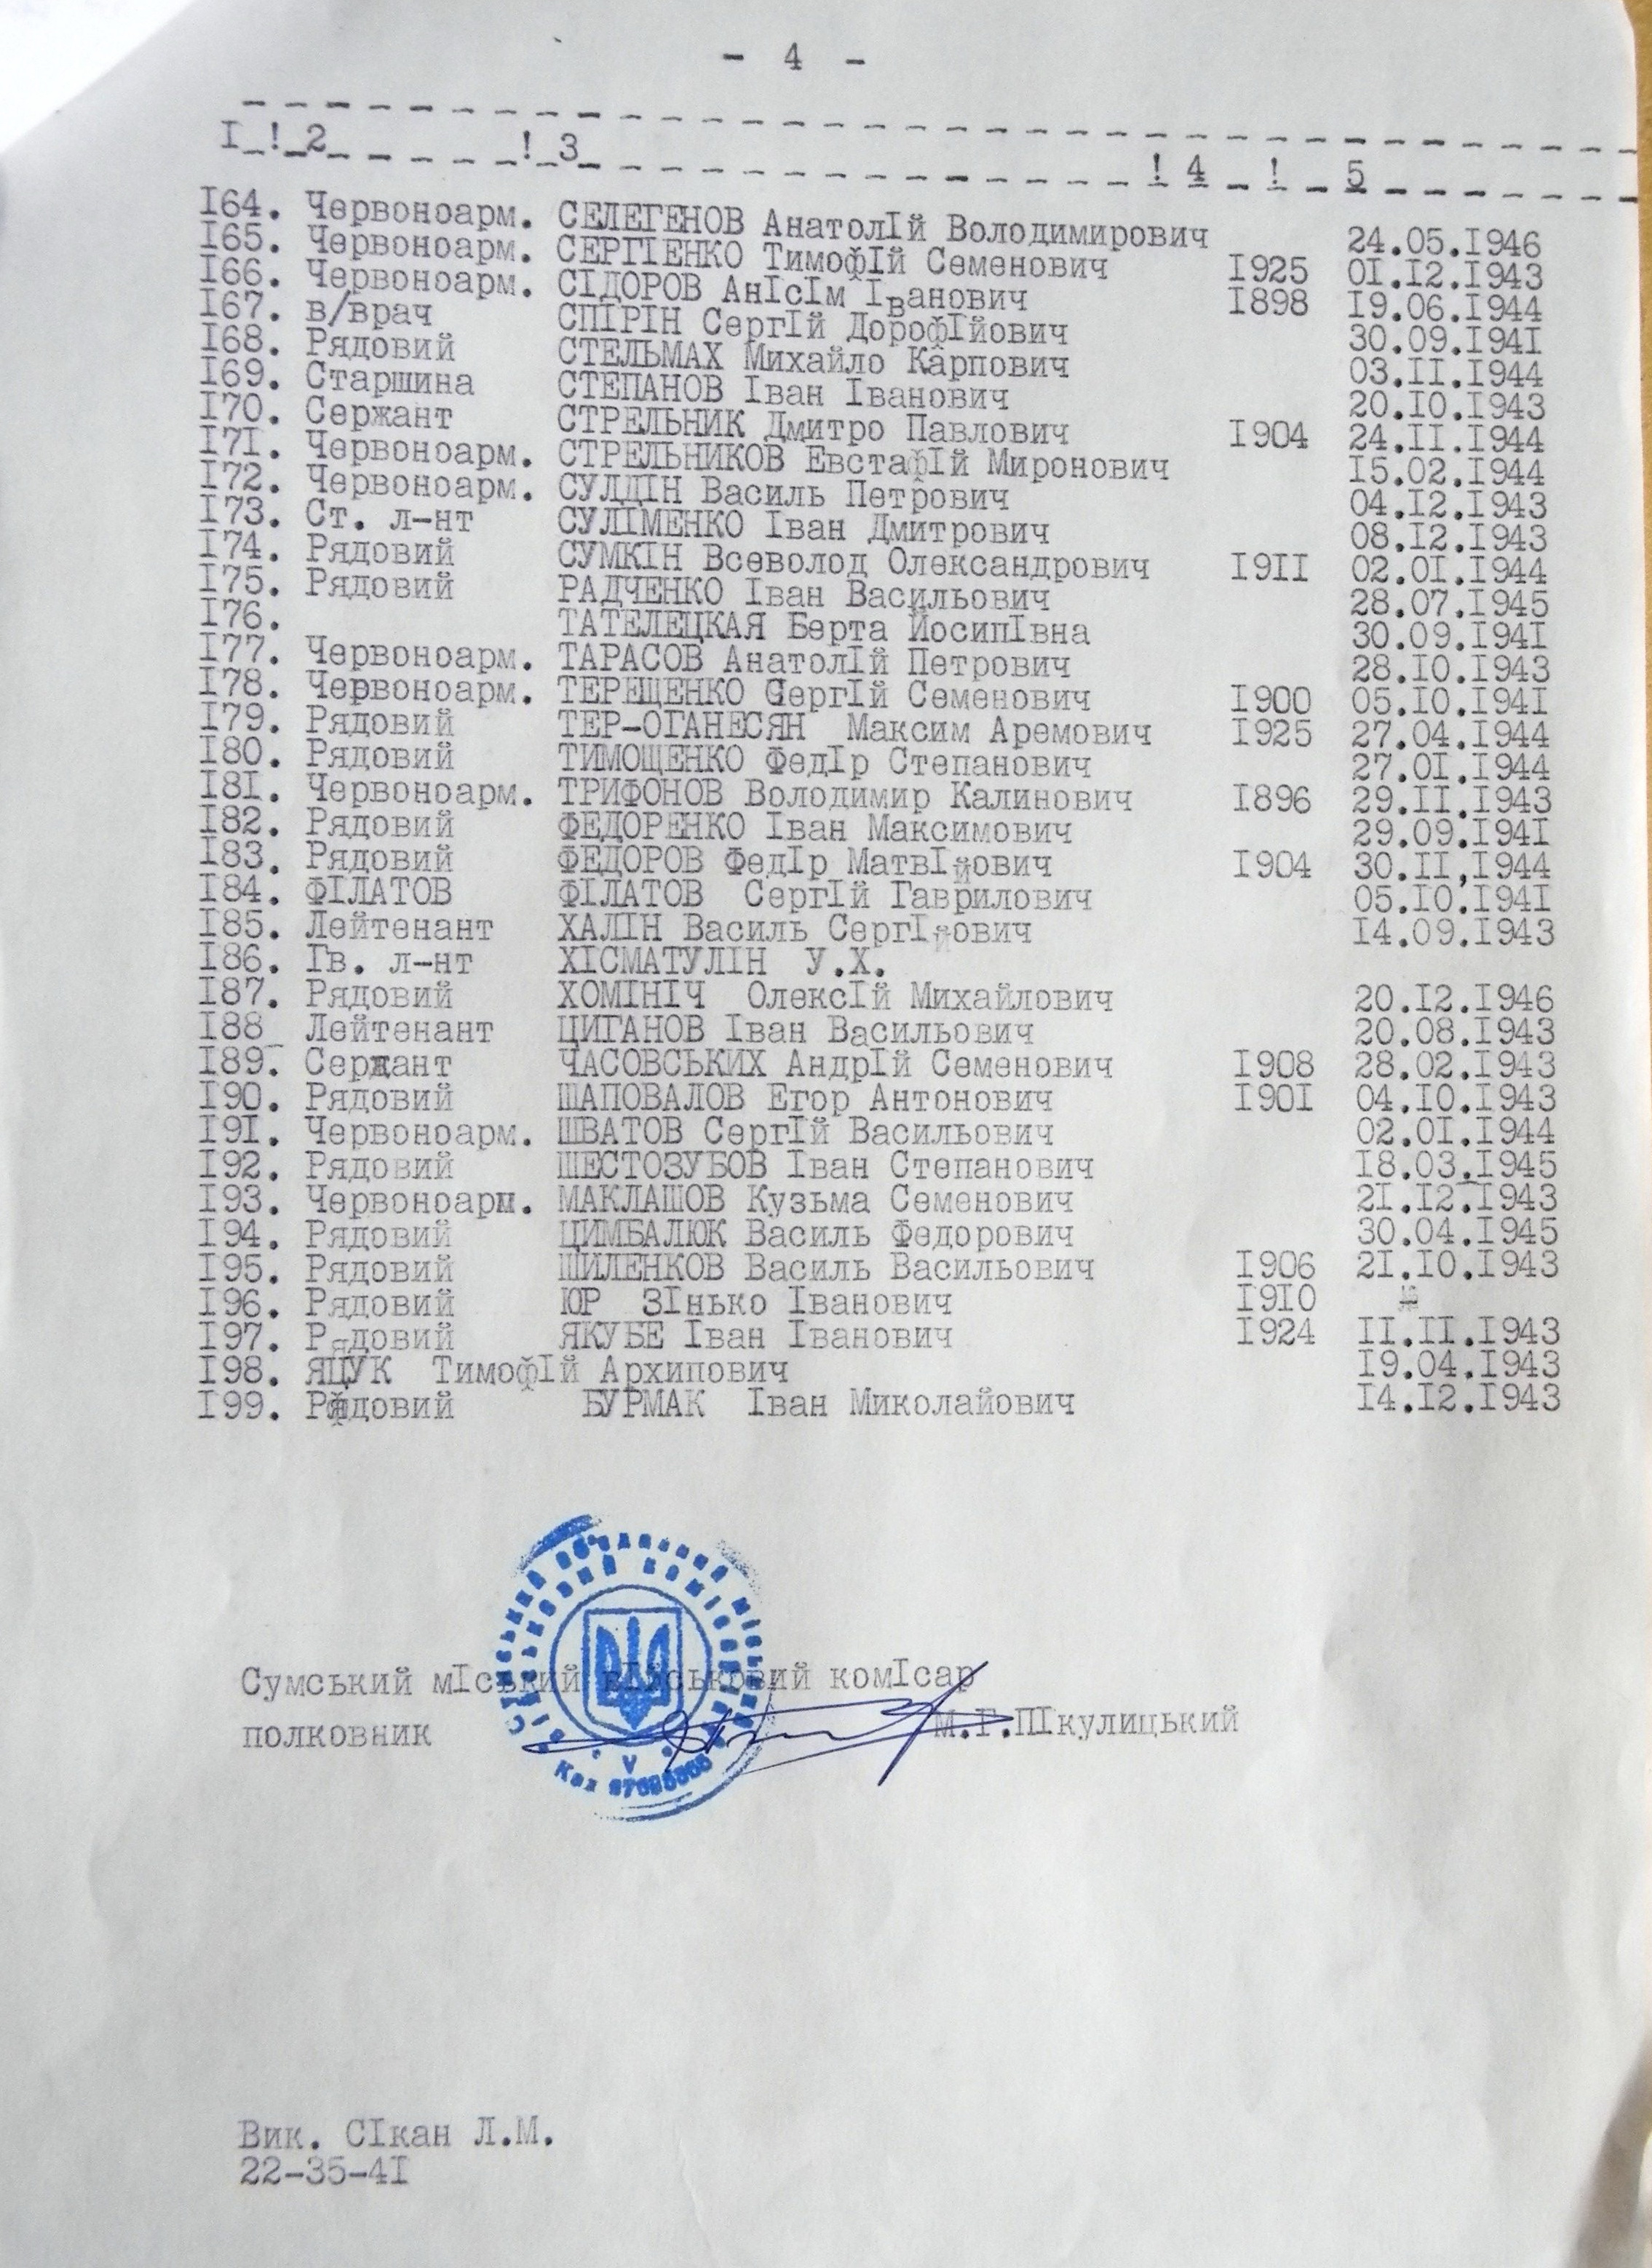 - 4 -
I ! 2 ! 3 ! 4 ! 5
I64. Червоноарм. СЕЛЕГЕНОВ АнатолІй Володимирович 24.05.I946
I65. Червоноарм. СЕРГІЕНКО ТимофІй Семенович I925 0I.I2.I943
I66. Червоноарм. СІДОРОВ АнІсІм Іванович I898 I9.06.I944
I67. в/врач СПІРІН СергІй ДорофІйович 30.09.I94I
I68. Рядовий СТЕЛЬМАХ Михайло Карпович 03.II.I944
I69. Старшина СТЕПАНОВ Іван Іванович 20.I0.I943
I70. Сержант СТРЕЛЬНИК Дмитро Павлович I904 24.II.I944
I7I. Червоноарм. СТРЕЛЬНИКОВ ЕвстафІй Миронович I5.02.I944
I72. Червоноарм. СУЛДІН Василь Петрович 04.I2.I943
I73. Ст. л-нт СУЛІМЕНКО Іван Дмитрович 08.I2.I943
I74. Рядовий СУМКІН Всеволод Олександрович I9II 02.0I.I944
I75. Рядовий РАДЧЕНКО Іван Васильович 28.07.I945
I76. ТАТЕЛЕЦКАЯ Берта ЙосипІвна 30.09.I94I
I77. Червоноарм. ТАРАСОВ АнатолІй Петрович 28.I0.I943
I78. Червоноарм. ТЕРЕЩЕНКО СергІй Семенович I900 05.I0.I94I
I79. Рядовий ТЕР-ОГАНЕСЯН Максим Аремович I925 27.04.I944
I80. Рядовий ТИМОЩЕНКО ФедІр Степанович 27.0I.I944
I8I. Червоноарм. ТРИФОНОВ Володимир Калинович I896 29.II.I943
I82. Рядовий ФЕДОРЕНКО Іван Максимович 29.09.I94I
I83. Рядовий ФЕДОРОВ ФедІр МатвІйович I904 30.II,I944
I84. ФІЛАТОВ ФІЛАТОВ СергІй Гаврилович 05.I0.I94I
I85. Лейтенант ХАЛІН Василь СергІйович I4.09.I943
I86. Гв. л-нт ХІСМАТУЛІН У.Х.
I87. Рядовий ХОМІНІЧ ОлексІй Михайлович 20.I2.I946
I88_ Лейтенант ЦИГАНОВ Іван Васильович 20.08.I943
I89. Сержант ЧАСОВСЬКИХ АндрІй Семенович I908 28.02.I943
I90. Рядовий ШАПОВАЛОВ Егор Антонович I90I 04.I0.I943
I9I. Червоноарм. ШВАТОВ СергІй Васильович 02.0I.I944
I92. Рядовий ШЕСТОЗУБОВ Іван Степанович I8.03.I945
I93. Червоноарм. МАКЛАШОВ Кузьма Семенович 2I.I2.I943
I94. Рядовий ЦИМБАЛЮК Василь Федорович 30.04.I945
I95. Рядовий ШИЛЕНКОВ Василь Васильович I906 2I.I0.I943
I96. Рядовий ЮР ЗІнько Іванович I9I0
I97. Рядовий ЯКУБЕ Іван Іванович I924 II.II.I943
I98. ЯЦУК ТимофІй Архипович I9.04.I943
I99. Рядовий БУРМАК Іван Миколайович I4.I2.I943
Сумський мІський вІйськовий комІсар
полковник М.Г.ПІкулицький
Вик. СІкан Л.М.
22-35-4I